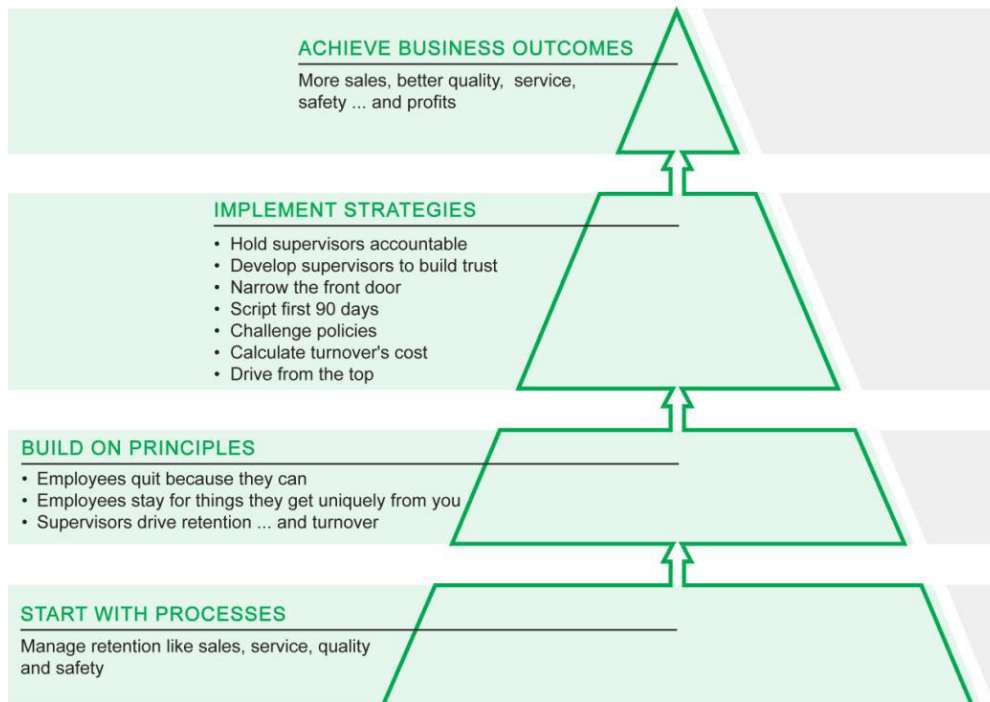 ACHIEVE BUSINESS OUTCOMES
More sales, better quality, service,
safety ... and profits
IMPLEMENT STRATEGIES
• Hold supervisors accountable
• Develop supervisors to build trust
• Narrow the front door
• Script first 90 days
• Challenge policies
• Calculate turnover's cost
• Drive from the top
BUILD ON PRINCIPLES
• Employees quit because they can
• Employees stay for things they get uniquely from you
• Supervisors drive retention ... and turnover
START WITH PROCESSES
Manage retention like sales, service, quality
and safety